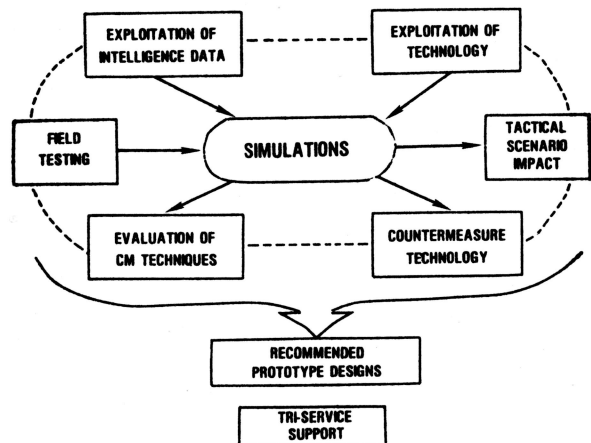 EXPLOITATION OF
INTELLIGENCE DATA
EXPLOITATION OF
TECHNOLOGY
FIELD
TESTING
SIMULATIONS
TACTICAL
SCENARIO
IMPACT
EVALUATION OF
CM TECHNIQUES
COUNTERMEASURE
TECHNOLOGY
RECOMMENDED
PROTOTYPE DESIGNS
TRI-SERVICE
SUPPORT